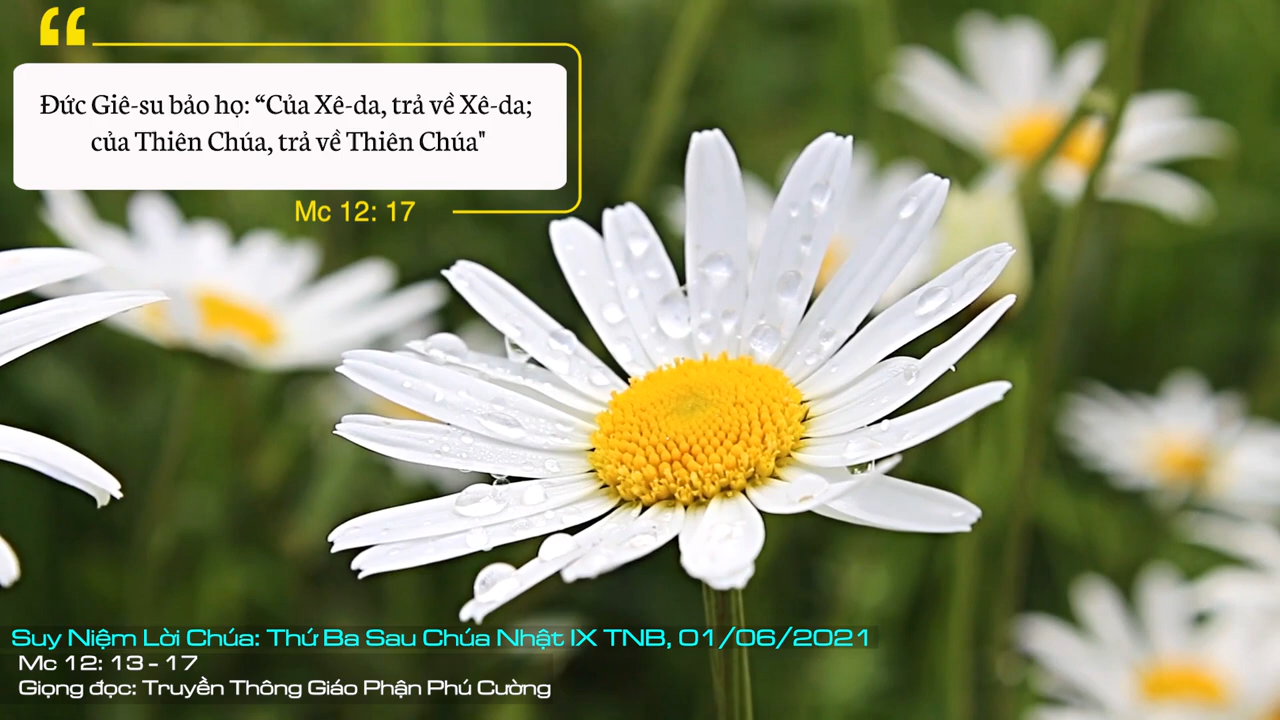 “
Đức Giê-su bảo họ: “Của Xê-da, trả về Xê-da;
của Thiên Chúa, trả về Thiên Chúa"
Mc 12: 17
Suy Niệm Lời Chúa: Thứ Ba Sau Chúa Nhật IX TNB, 01/06/2021
Mc 12: 13 - 17
Giọng đọc: Truyền Thông Giáo Phận Phú Cường